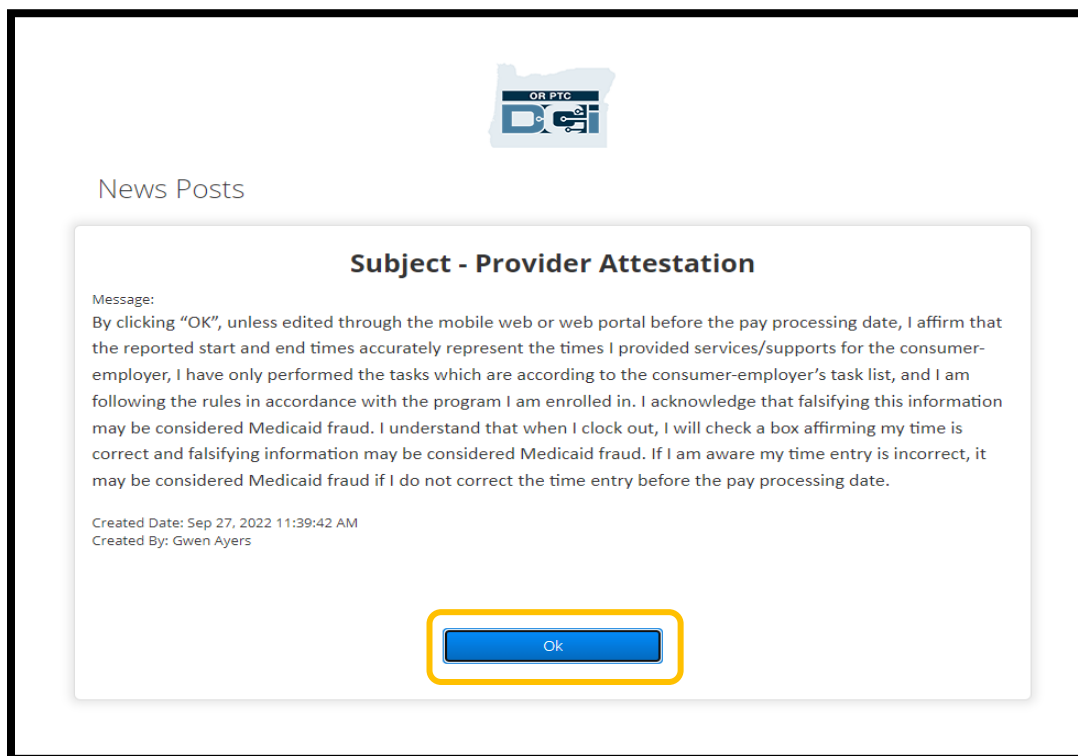 OR PTC
DCi
News Posts
Subject - Provider Attestation
Message:
By clicking “OK”, unless edited through the mobile web or web portal before the pay processing date, I affirm that
the reported start and end times accurately represent the times I provided services/supports for the consumer-
employer, I have only performed the tasks which are according to the consumer-employer’s task list, and I am
following the rules in accordance with the program I am enrolled in. I acknowledge that falsifying this information
may be considered Medicaid fraud. I understand that when I clock out, I will check a box affirming my time is
correct and falsifying information may be considered Medicaid fraud. If I am aware my time entry is incorrect, it
may be considered Medicaid fraud if I do not correct the time entry before the pay processing date.
Created Date: Sep 27, 2022 11:39:42 AM
Created By: Gwen Ayers
Ok